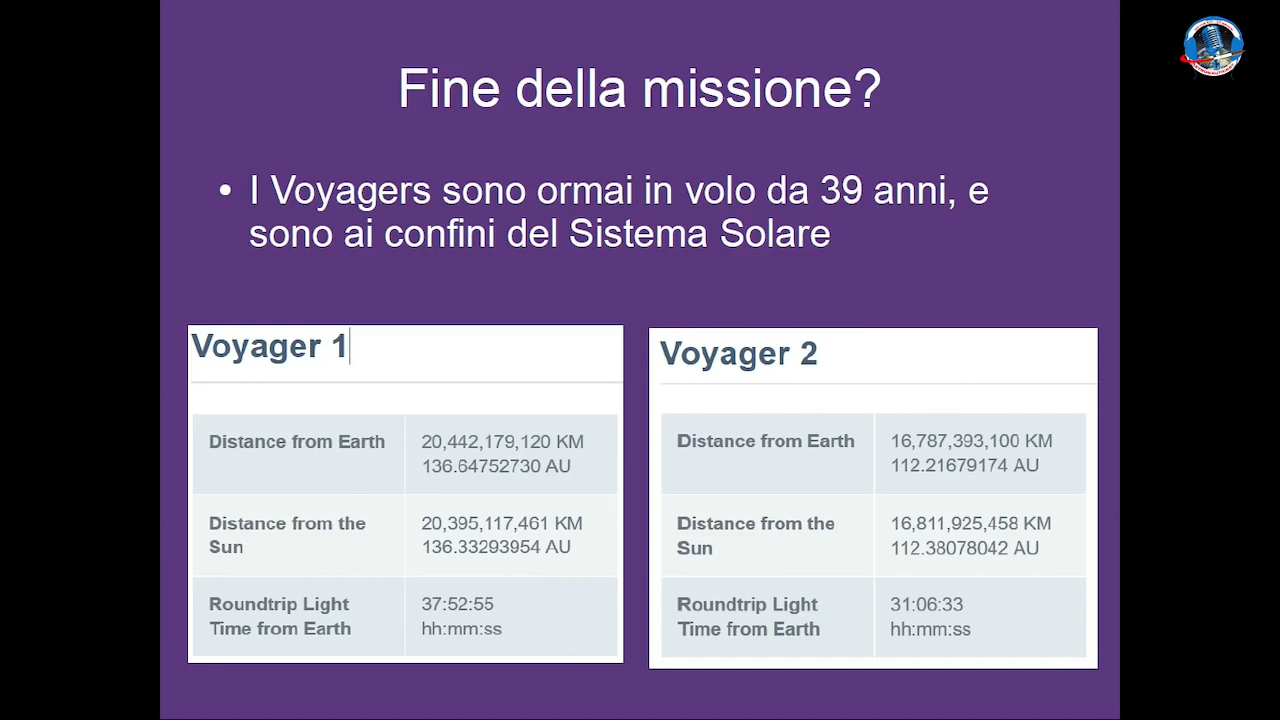 Fine della missione?
• I Voyagers sono ormai in volo da 39 anni, e
sono ai confini del Sistema Solare
Voyager 1
Distance from Earth
20,442,179,120 KM
136.64752730 AU
Distance from the
Sun
20,395,117,461 KM
136.33293954 AU
Roundtrip Light
Time from Earth
37:52:55
hh:mm:ss
Voyager 2
Distance from Earth
16,787,393,100 KM
112.21679174 AU
Distance from the
Sun
16,811,925,458 KM
112.38078042 AU
Roundtrip Light
Time from Earth
31:06:33
hh:mm:ss